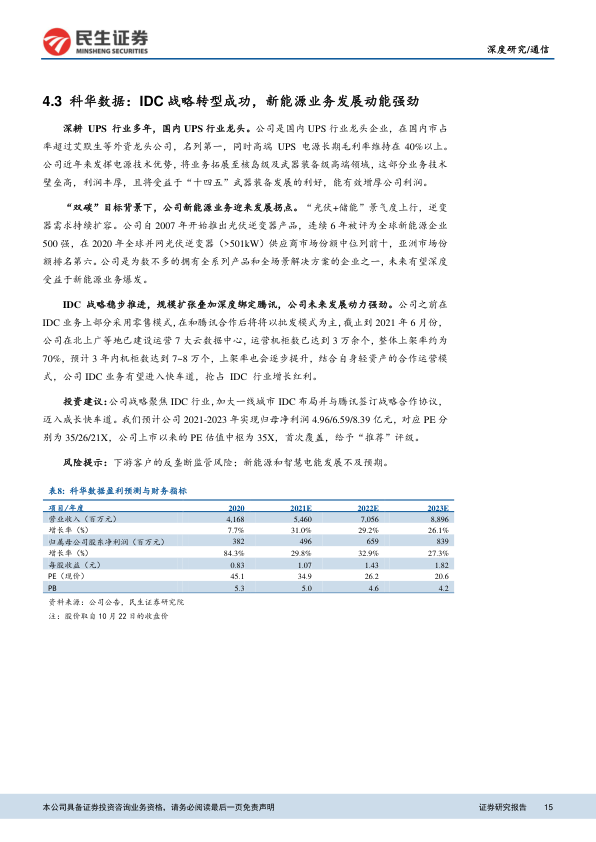 民生证券
MINSHENG SECURITIES
深度研究/通信
4.3 科华数据：IDC 战略转型成功，新能源业务发展动能强劲
深耕 UPS 行业多年，国内 UPS 行业龙头。公司是国内 UPS 行业龙头企业，在国内市占
率超过艾默生等外资龙头公司，名列第一，同时高端 UPS 电源长期毛利率维持在 40%以上。
公司近年来发挥电源技术优势，将业务拓展至核岛级及武器装备级高端领域，这部分业务技术
壁垒高，利润丰厚，且将受益于“十四五”武器装备发展的利好，能有效增厚公司利润。
“双碳”目标背景下，公司新能源业务迎来发展拐点。“光伏+储能”景气度上行，逆变
器需求持续扩容。公司自 2007 年开始推出光伏逆变器产品，连续 6 年被评为全球新能源企业
500 强，在 2020 年全球并网光伏逆变器（>501kW）供应商市场份额中位列前十，亚洲市场份
额排名第六。公司是为数不多的拥有全系列产品和全场景解决方案的企业之一，未来有望深度
受益于新能源业务爆发。
IDC 战略稳步推进，规模扩张叠加深度绑定腾讯，公司未来发展动力强劲。公司之前在
IDC 业务上部分采用零售模式，在和腾讯合作后将将以批发模式为主，截止到 2021 年 6 月份，
公司在北上广等地已建设运营 7 大云数据中心，运营机柜数已达到 3 万余个，整体上架率约为
70%，预计 3 年内机柜数达到 7~8 万个，上架率也会逐步提升，结合自身轻资产的合作运营模
式，公司 IDC 业务有望进入快车道，抢占 IDC 行业增长红利。
投资建议：公司战略聚焦 IDC 行业，加大一线城市 IDC 布局并与腾讯签订战略合作协议，
迈入成长快车道。我们预计公司 2021-2023 年实现归母净利润 4.96/6.59/8.39 亿元，对应 PE 分
别为 35/26/21X，公司上市以来的 PE 估值中枢为 35X，首次覆盖，给予“推荐”评级。
风险提示：下游客户的反垄断监管风险；新能源和智慧电能发展不及预期。
表8：科华数据盈利预测与财务指标
项目/年度 2020 2021E 2022E 2023E
营业收入（百万元） 4,168 5,460 7,056 8,896
增长率（%） 7.7% 31.0% 29.2% 26.1%
归属母公司股东净利润（百万元） 382 496 659 839
增长率（%） 84.3% 29.8% 32.9% 27.3%
每股收益（元） 0.83 1.07 1.43 1.82
PE（现价） 45.1 34.9 26.2 20.6
PB 5.3 5.0 4.6 4.2
资料来源：公司公告，民生证券研究院
注：股价取自 10 月 22 日的收盘价
本公司具备证券投资咨询业务资格，请务必阅读最后一页免责声明
证券研究报告 15